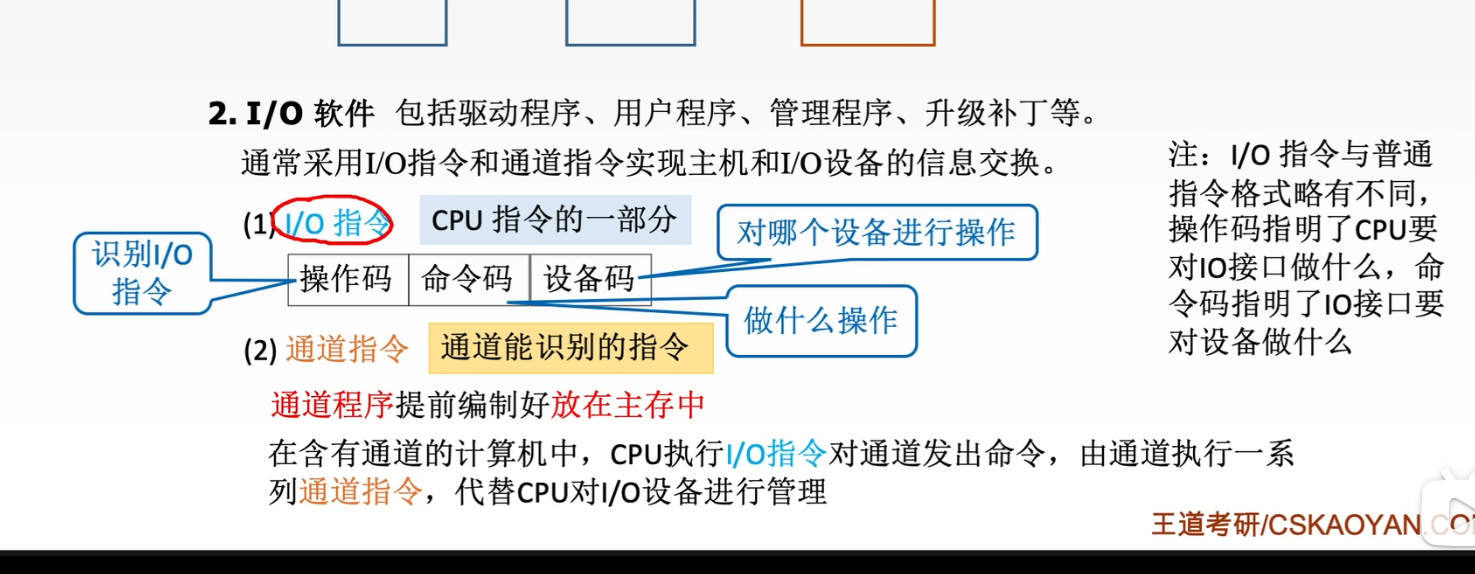 2. I/O 软件 包括驱动程序、用户程序、管理程序、升级补丁等。
通常采用I/O指令和通道指令实现主机和I/O设备的信息交换。
(1) I/O 指令 CPU 指令的一部分
对哪个设备进行操作
识别I/O
指令
操作码 命令码 设备码
做什么操作
(2) 通道指令 通道能识别的指令
通道程序提前编制好放在主存中
在含有通道的计算机中，CPU执行I/O指令对通道发出命令，由通道执行一系
列通道指令，代替CPU对I/O设备进行管理
注：I/O 指令与普通
指令格式略有不同，
操作码指明了CPU要
对IO接口做什么，命
令码指明了IO接口要
对设备做什么
王道考研/CSKAOYAN.CO